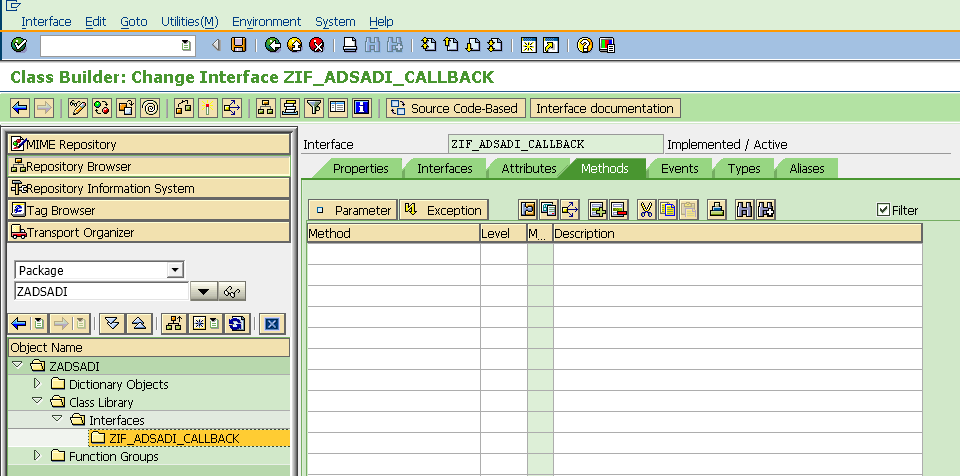 Interface Edit Goto Utilities(M) Environment System Help
Class Builder: Change Interface ZIF_ADSADI_CALLBACK
Source Code-Based Interface documentation
MIME Repository
Repository Browser
Repository Information System
Tag Browser
Transport Organizer
Package
ZADSADI
Object Name
ZADSADI
Dictionary Objects
Class Library
Interfaces
ZIF_ADSADI_CALLBACK
Function Groups
Interface ZIF_ADSADI_CALLBACK Implemented / Active
Properties Interfaces Attributes Methods Events Types Aliases
Parameter Exception Filter
Method Level M... Description